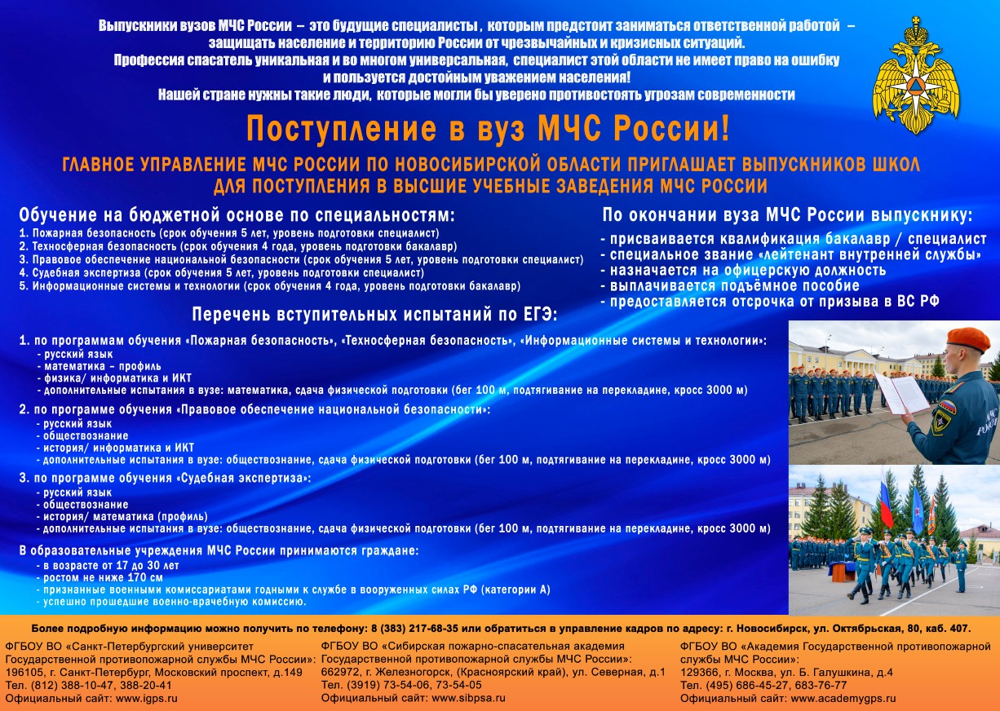 Выпускники вузов МЧС России – это будущие специалисты , которым предстоит заниматься ответственной работой –
защищать население и территорию России от чрезвычайных и кризисных ситуаций.
Профессия спасатель уникальная и во многом универсальная, специалист этой области не имеет право на ошибку
и пользуется достойным уважением населения!
Нашей стране нужны такие люди, которые могли бы уверено противостоять угрозам современности
Поступление в вуз МЧС России!
ГЛАВНОЕ УПРАВЛЕНИЕ МЧС РОССИИ ПО НОВОСИБИРСКОЙ ОБЛАСТИ ПРИГЛАШАЕТ ВЫПУСКНИКОВ ШКОЛ
ДЛЯ ПОСТУПЛЕНИЯ В ВЫСШИЕ УЧЕБНЫЕ ЗАВЕДЕНИЯ МЧС РОССИИ
Обучение на бюджетной основе по специальностям:
1. Пожарная безопасность (срок обучения 5 лет, уровень подготовки специалист)
2. Техносферная безопасность (срок обучения 4 года, уровень подготовки бакалавр)
3. Правовое обеспечение национальной безопасности (срок обучения 5 лет, уровень подготовки специалист)
4. Судебная экспертиза (срок обучения 5 лет, уровень подготовки специалист)
5. Информационные системы и технологии (срок обучения 4 года, уровень подготовки бакалавр)
По окончании вуза МЧС России выпускнику:
- присваивается квалификация бакалавр / специалист
- специальное звание «лейтенант внутренней службы»
- назначается на офицерскую должность
- выплачивается подъёмное пособие
- предоставляется отсрочка от призыва в ВС РФ
Перечень вступительных испытаний по ЕГЭ:
1. по программам обучения «Пожарная безопасность», «Техносферная безопасность», «Информационные системы и технологии»:
- русский язык
- математика – профиль
- физика/ информатика и ИКТ
- дополнительные испытания в вузе: математика, сдача физической подготовки (бег 100 м, подтягивание на перекладине, кросс 3000 м)
2. по программе обучения «Правовое обеспечение национальной безопасности»:
- русский язык
- обществознание
- история/ информатика и ИКТ
- дополнительные испытания в вузе: обществознание, сдача физической подготовки (бег 100 м, подтягивание на перекладине, кросс 3000 м)
3. по программе обучения «Судебная экспертиза»:
- русский язык
- обществознание
- история/ математика (профиль)
- дополнительные испытания в вузе: обществознание, сдача физической подготовки (бег 100 м, подтягивание на перекладине, кросс 3000 м)
В образовательные учреждения МЧС России принимаются граждане:
- в возрасте от 17 до 30 лет
- ростом не ниже 170 см
- признанные военными комиссариатами годными к службе в вооруженных силах РФ (категории А)
- успешно прошедшие военно-врачебную комиссию.
МЧС
РОССИИ
Более подробную информацию можно получить по телефону: 8 (383) 217-68-35 или обратиться в управление кадров по адресу: г. Новосибирск, ул. Октябрьская, 80, каб. 407.
ФГБОУ ВО «Санкт-Петербургский университет
Государственной противопожарной службы МЧС России»:
196105, г. Санкт-Петербург, Московский проспект, д.149
Тел. (812) 388-10-47, 388-20-41
Официальный сайт: www.igps.ru
ФГБОУ ВО «Сибирская пожарно-спасательная академия
Государственной противопожарной службы МЧС России»:
662972, г. Железногорск, (Красноярский край), ул. Северная, д.1
Тел. (3919) 73-54-06, 73-54-05
Официальный сайт: www.sibpsa.ru
ФГБОУ ВО «Академия Государственной противопожарной
службы МЧС России»:
129366, г. Москва, ул. Б. Галушкина, д.4
Тел. (495) 686-45-27, 683-76-77
Официальный сайт: www.academygps.ru